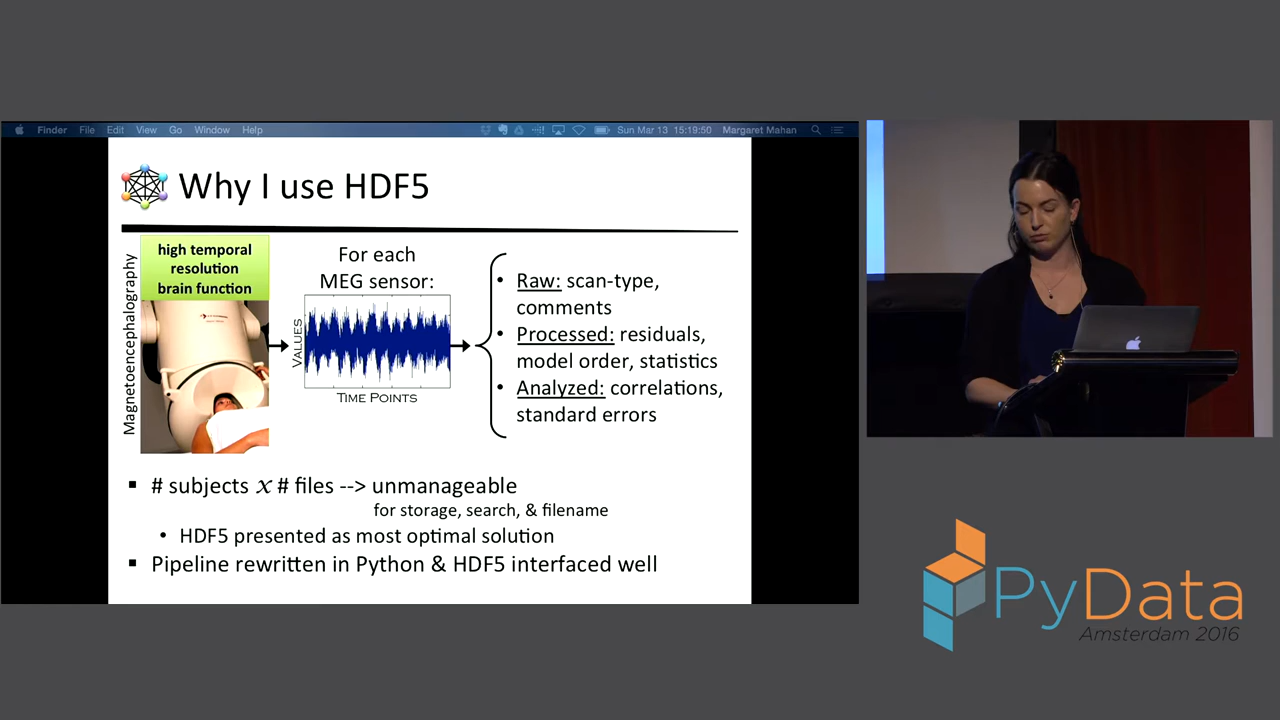 Finder File Edit View Go Window Help Sun Mar 13 15:19:50 Margaret Mahan
Why I use HDF5
Magnetoencephalography
high temporal
resolution
brain function
For each
MEG sensor:
VALUES
TIME POINTS
• Raw: scan-type,
comments
• Processed: residuals,
model order, statistics
• Analyzed: correlations,
standard errors
▪ # subjects x # files --> unmanageable
for storage, search, & filename
• HDF5 presented as most optimal solution
▪ Pipeline rewritten in Python & HDF5 interfaced well
PyData
Amsterdam 2016